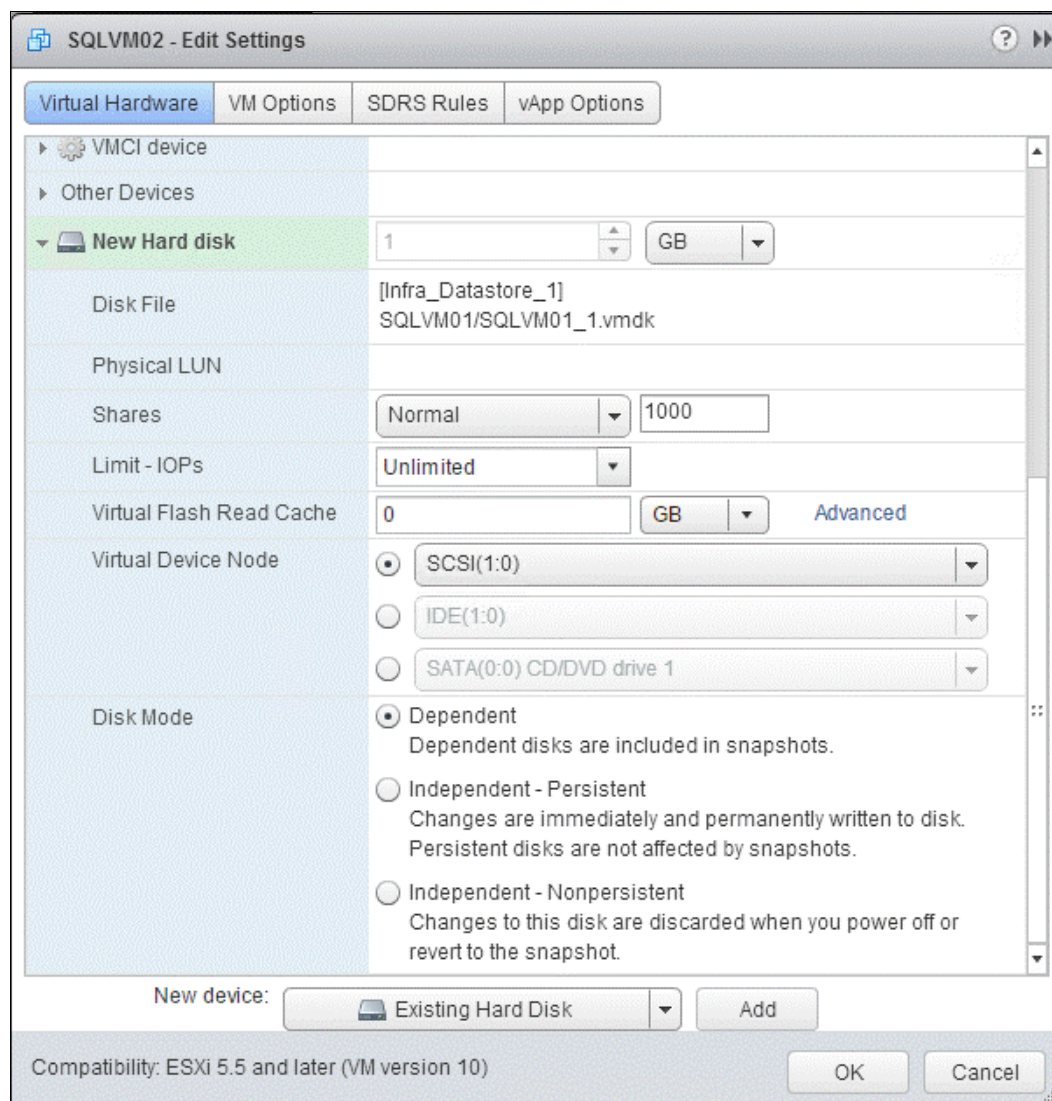 SQLVM02 - Edit Settings ?
Virtual Hardware VM Options SDRS Rules vApp Options
VMCI device
Other Devices
New Hard disk 1 GB
Disk File [Infra_Datastore_1]
SQLVM01/SQLVM01_1.vmdk
Physical LUN
Shares Normal 1000
Limit - IOPs Unlimited
Virtual Flash Read Cache 0 GB Advanced
Virtual Device Node SCSI(1:0)
IDE(1:0)
SATA(0:0) CD/DVD drive 1
Disk Mode Dependent
Dependent disks are included in snapshots.
Independent - Persistent
Changes are immediately and permanently written to disk.
Persistent disks are not affected by snapshots.
Independent - Nonpersistent
Changes to this disk are discarded when you power off or
revert to the snapshot.
New device: Existing Hard Disk Add
Compatibility: ESXi 5.5 and later (VM version 10) OK Cancel